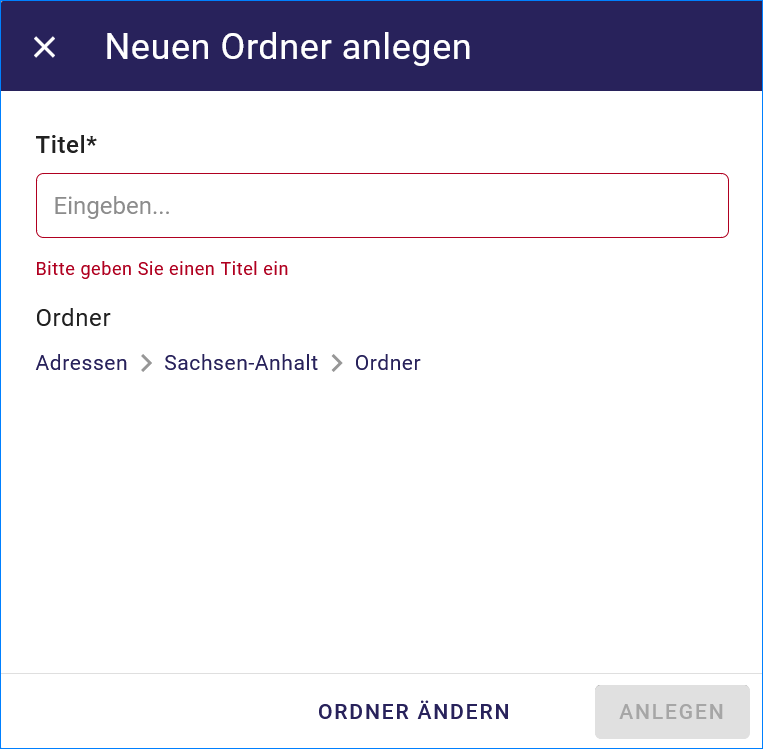 Neuen Ordner anlegen
Titel*
Eingeben...
Bitte geben Sie einen Titel ein
Ordner
Adressen Sachsen-Anhalt Ordner
ORDNER ÄNDERN ANLEGEN